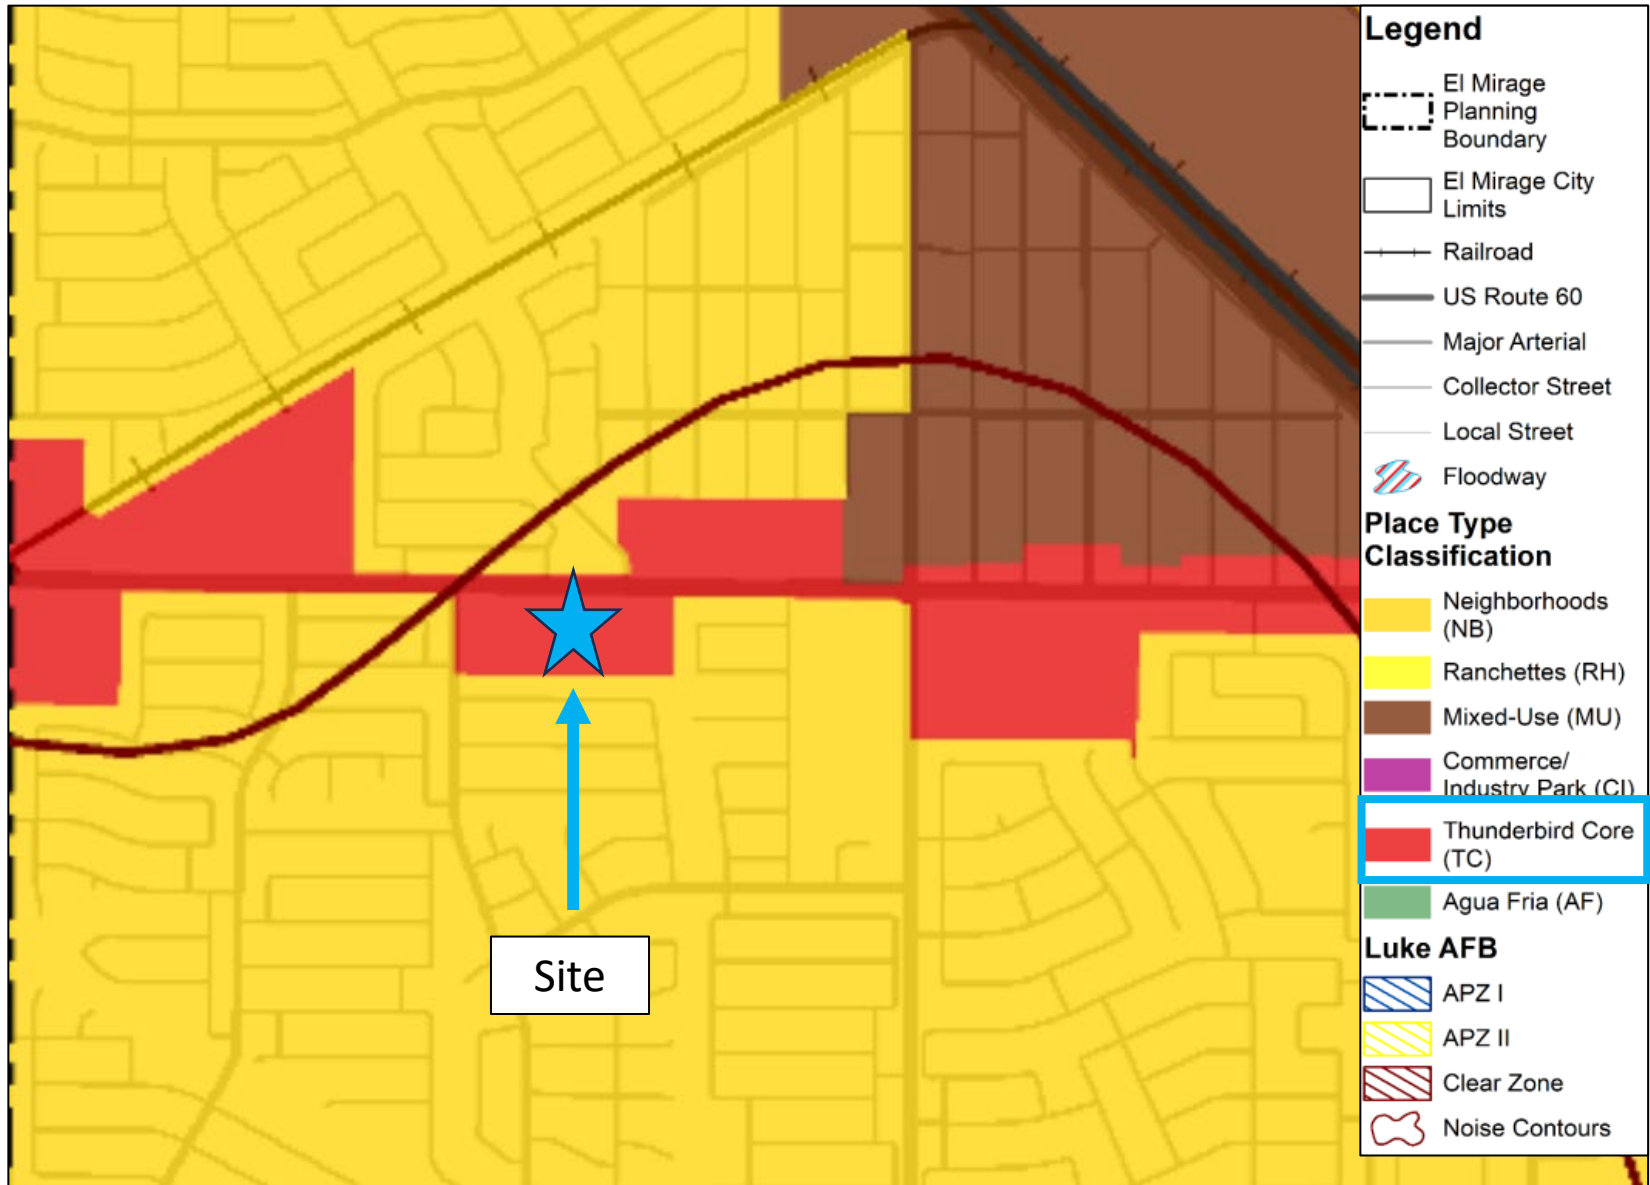 Legend
El Mirage
Planning
Boundary
El Mirage City
Limits
Railroad
US Route 60
Major Arterial
Collector Street
Local Street
Floodway
Place Type
Classification
Neighborhoods
(NB)
Ranchettes (RH)
Mixed-Use (MU)
Commerce/
Industry Park (CI)
Thunderbird Core
(TC)
Agua Fria (AF)
Luke AFB
APZ I
APZ II
Clear Zone
Noise Contours
Site